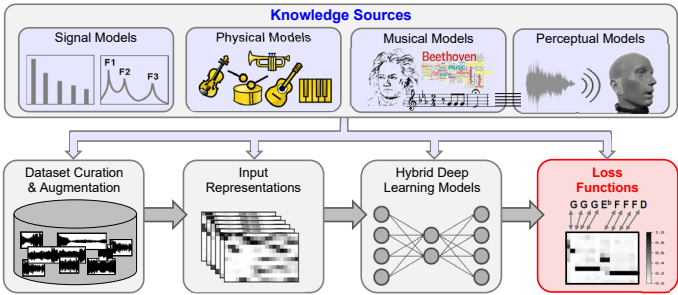 Knowledge Sources
Signal Models
Physical Models
Musical Models
Perceptual Models
F1
F2
F3
Beethoven
music
Dataset Curation
& Augmentation
Input
Representations
Hybrid Deep
Learning Models
Loss
Functions
G G G E♭ F F F D
1.0
0.8
0.6
0.4
0.2
0.0